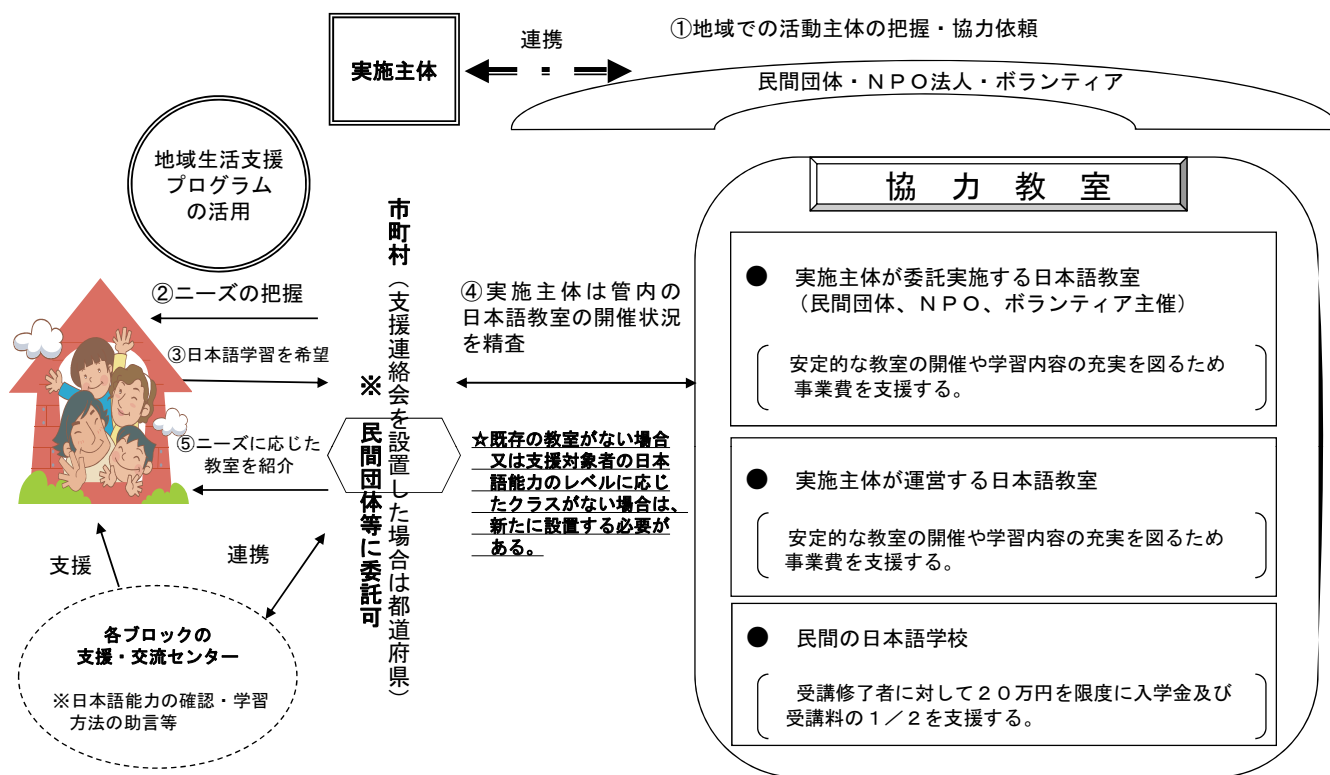 ①地域での活動主体の把握・協力依頼
連携
実施主体
民間団体・ＮＰＯ法人・ボランティア
地域生活支援
プログラム
の活用
市町村（支援連絡会を設置した場合は都道府県）
※ 民間団体等に委託可
②ニーズの把握
③日本語学習を希望
⑤ニーズに応じた
教室を紹介
④実施主体は管内の
日本語教室の開催状況
を精査
☆既存の教室がない場合
又は支援対象者の日本
語能力のレベルに応じ
たクラスがない場合は、
新たに設置する必要が
ある。
支援
連携
各ブロックの
支援・交流センター
※日本語能力の確認・学習
方法の助言等
協力教室
● 実施主体が委託実施する日本語教室
（民間団体、ＮＰＯ、ボランティア主催）
安定的な教室の開催や学習内容の充実を図るため
事業費を支援する。
● 実施主体が運営する日本語教室
安定的な教室の開催や学習内容の充実を図るため
事業費を支援する。
● 民間の日本語学校
受講修了者に対して２０万円を限度に入学金及び
受講料の１／２を支援する。